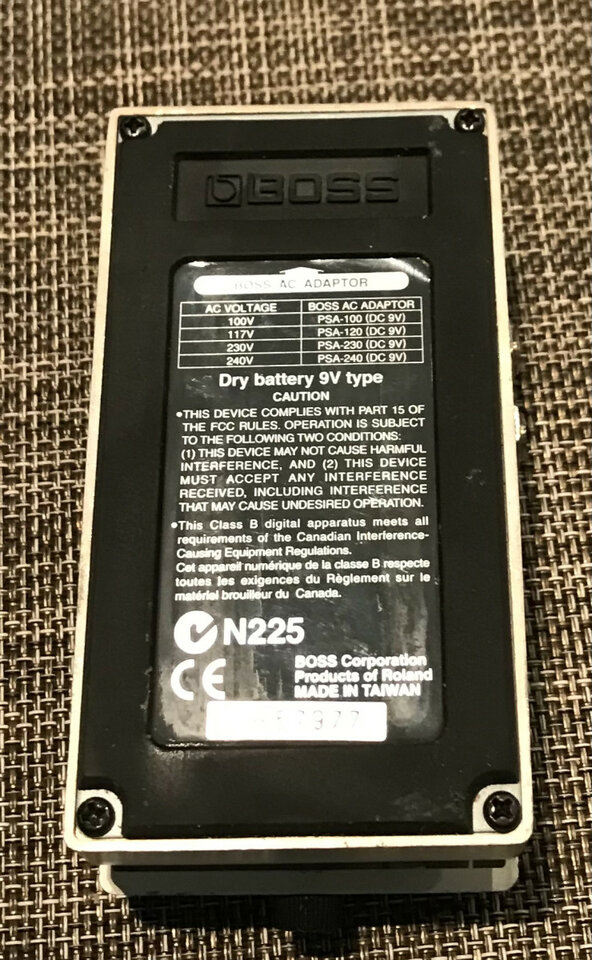 BOSS
BOSS AC ADAPTOR
AC VOLTAGE BOSS AC ADAPTOR
100V PSA-100 (DC 9V)
117V PSA-120 (DC 9V)
230V PSA-230 (DC 9V)
240V PSA-240 (DC 9V)
Dry battery 9V type
CAUTION
•THIS DEVICE COMPLIES WITH PART 15 OF
THE FCC RULES. OPERATION IS SUBJECT
TO THE FOLLOWING TWO CONDITIONS:
(1) THIS DEVICE MAY NOT CAUSE HARMFUL
INTERFERENCE, AND (2) THIS DEVICE
MUST ACCEPT ANY INTERFERENCE
RECEIVED, INCLUDING INTERFERENCE
THAT MAY CAUSE UNDESIRED OPERATION.
•This Class B digital apparatus meets all
requirements of the Canadian Interference-
Causing Equipment Regulations.
Cet appareil numérique de la classe B respecte
toutes les exigences du Règlement sur le
matériel brouilleur du Canada.
N225
CE
BOSS Corporation
Products of Roland
MADE IN TAIWAN